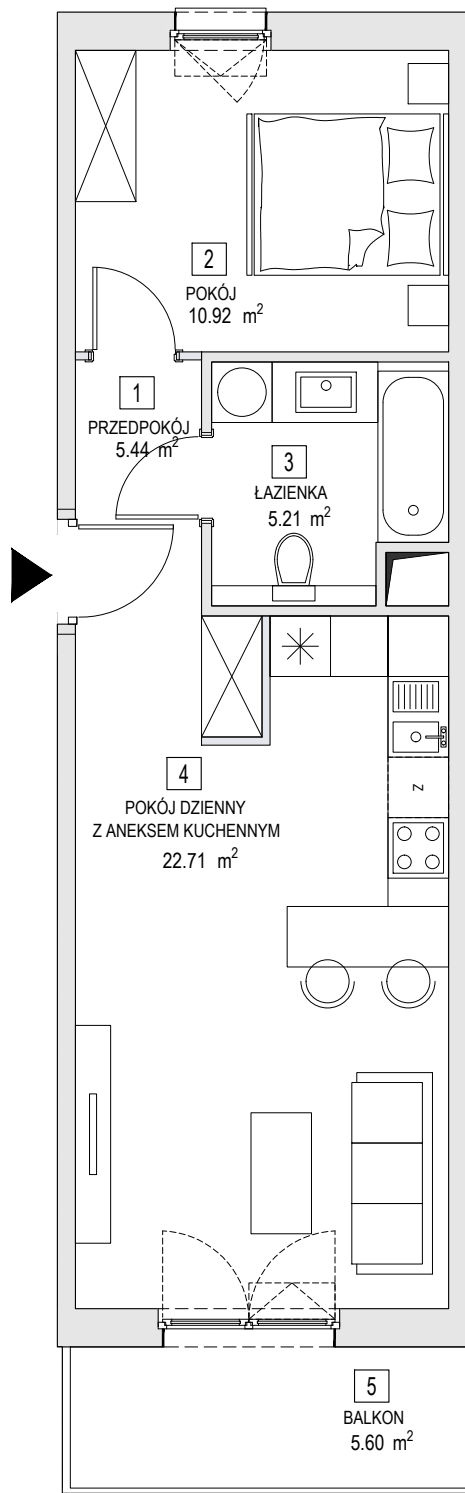 2
POKÓJ
10.92 m²
1
PRZEDPOKÓJ
5.44 m²
3
ŁAZIENKA
5.21 m²
4
POKÓJ DZIENNY
Z ANEKSEM KUCHENNYM
22.71 m²
Z
5
BALKON
5.60 m²